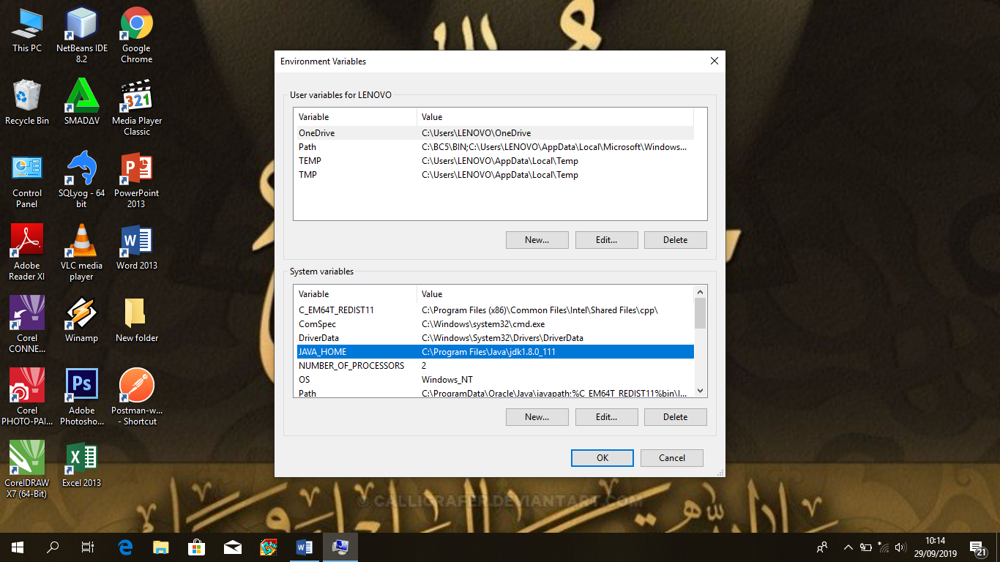 This PC
NetBeans IDE
8.2
Google
Chrome
Recycle Bin
SMADΔV
Media Player
Classic
321
Control
Panel
SQLyog - 64
bit
PowerPoint
2013
Adobe
Reader XI
VLC media
player
Word 2013
Corel
CONNE...
Winamp
New folder
Corel
PHOTO-PAI...
Ps
Adobe
Photosho...
Postman-w...
- Shortcut
CorelDRAW
X7 (64-Bit)
Excel 2013
Environment Variables
User variables for LENOVO
Variable Value
OneDrive C:\Users\LENOVO\OneDrive
Path C:\BC5\BIN;C:\Users\LENOVO\AppData\Local\Microsoft\Windows...
TEMP C:\Users\LENOVO\AppData\Local\Temp
TMP C:\Users\LENOVO\AppData\Local\Temp
New... Edit... Delete
System variables
Variable Value
C_EM64T_REDIST11 C:\Program Files (x86)\Common Files\Intel\Shared Files\cpp\
ComSpec C:\Windows\system32\cmd.exe
DriverData C:\Windows\System32\Drivers\DriverData
JAVA_HOME C:\Program Files\Java\jdk1.8.0_111
NUMBER_OF_PROCESSORS 2
OS Windows_NT
Path C:\ProgramData\Oracle\Java\javapath;%C_EM64T_REDIST11%bin\I...
New... Edit... Delete
OK Cancel
© CALLIGRAFER.DEVIANTART.COM
10:14
29/09/2019
21